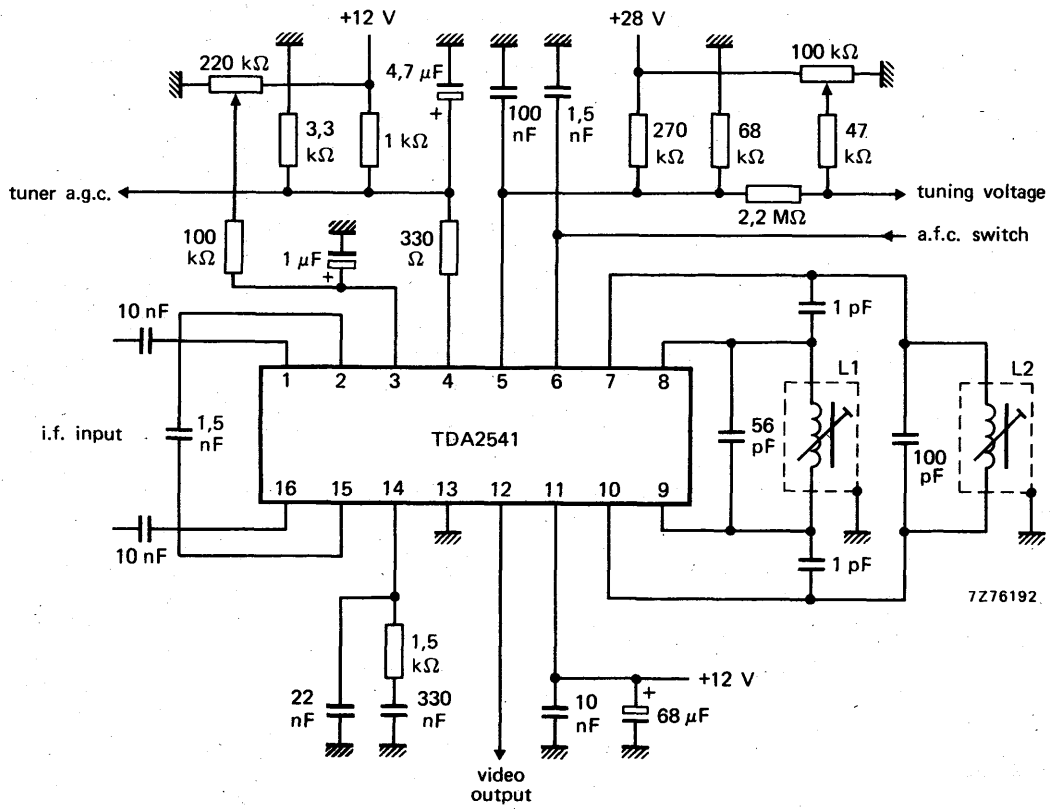 +12 V
+28 V
220 kΩ
4,7 µF
+
100 kΩ
100
nF
1,5
nF
3,3
kΩ
1 kΩ
270
kΩ
68
kΩ
47
kΩ
tuner a.g.c.
tuning voltage
2,2 MΩ
100
kΩ
1 µF
+
330
Ω
a.f.c. switch
10 nF
1 pF
1 2 3 4 5 6 7 8
L1
L2
i.f. input
1,5
nF
TDA2541
56
pF
100
pF
16 15 14 13 12 11 10 9
10 nF
1 pF
7Z76192
1,5
kΩ
+12 V
22
nF
330
nF
10
nF
+
68 µF
video
output